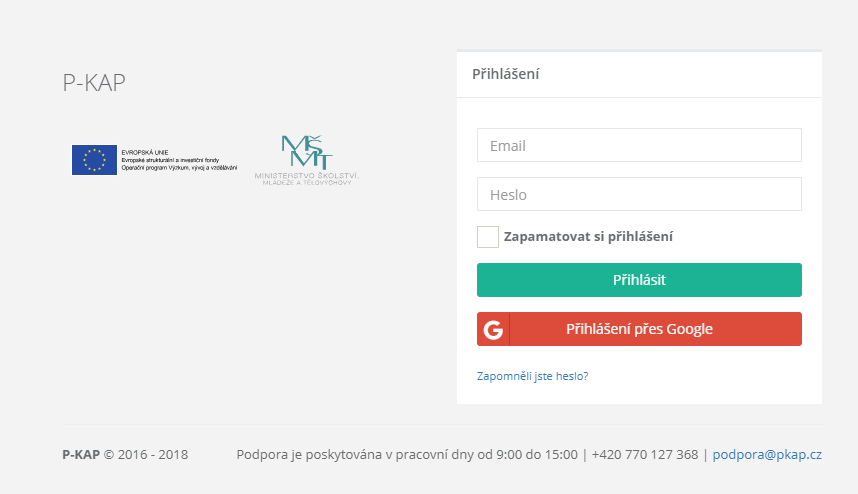 P-KAP
EVROPSKÁ UNIE
Evropské strukturální a investiční fondy
Operační program Výzkum, vývoj a vzdělávání
MŠMT
MINISTERSTVO ŠKOLSTVÍ,
MLÁDEŽE A TĚLOVÝCHOVY
Přihlášení
Email
Heslo
Zapamatovat si přihlášení
Přihlásit
G Přihlášení přes Google
Zapomněli jste heslo?
P-KAP © 2016 - 2018
Podpora je poskytována v pracovní dny od 9:00 do 15:00 | +420 770 127 368 | podpora@pkap.cz